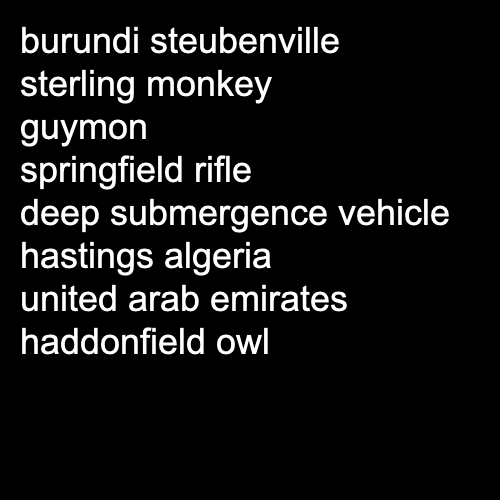 burundi steubenville
sterling monkey
guymon
springfield rifle
deep submergence vehicle
hastings algeria
united arab emirates
haddonfield owl